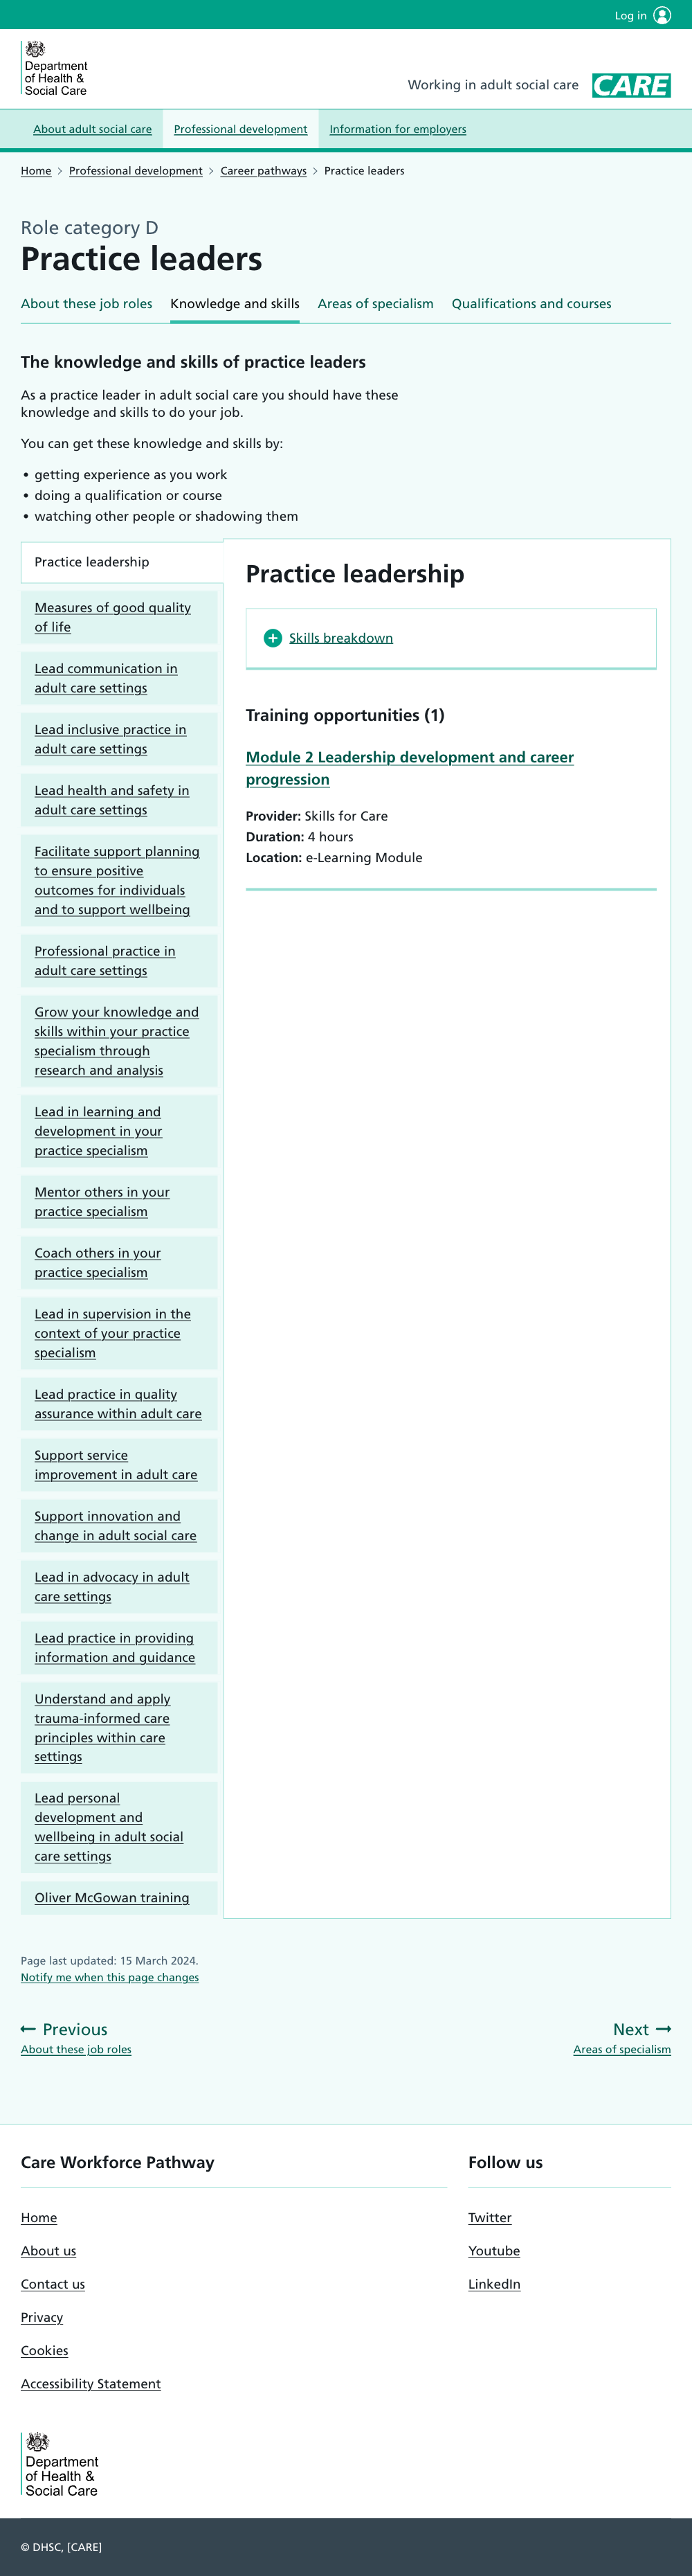 Log in
Department
of Health &
Social Care
Working in adult social care
CARE
About adult social care
Professional development
Information for employers
Home
Professional development
Career pathways
Practice leaders
Role category D
Practice leaders
About these job roles
Knowledge and skills
Areas of specialism
Qualifications and courses
The knowledge and skills of practice leaders
As a practice leader in adult social care you should have these
knowledge and skills to do your job.
You can get these knowledge and skills by:
• getting experience as you work
• doing a qualification or course
• watching other people or shadowing them
Practice leadership
Measures of good quality
of life
Lead communication in
adult care settings
Lead inclusive practice in
adult care settings
Lead health and safety in
adult care settings
Facilitate support planning
to ensure positive
outcomes for individuals
and to support wellbeing
Professional practice in
adult care settings
Grow your knowledge and
skills within your practice
specialism through
research and analysis
Lead in learning and
development in your
practice specialism
Mentor others in your
practice specialism
Coach others in your
practice specialism
Lead in supervision in the
context of your practice
specialism
Lead practice in quality
assurance within adult care
Support service
improvement in adult care
Support innovation and
change in adult social care
Lead in advocacy in adult
care settings
Lead practice in providing
information and guidance
Understand and apply
trauma-informed care
principles within care
settings
Lead personal
development and
wellbeing in adult social
care settings
Oliver McGowan training
Practice leadership
Skills breakdown
Training opportunities (1)
Module 2 Leadership development and career
progression
Provider: Skills for Care
Duration: 4 hours
Location: e-Learning Module
Page last updated: 15 March 2024.
Notify me when this page changes
Previous
About these job roles
Next
Areas of specialism
Care Workforce Pathway
Home
About us
Contact us
Privacy
Cookies
Accessibility Statement
Follow us
Twitter
Youtube
LinkedIn
Department
of Health &
Social Care
© DHSC, [CARE]